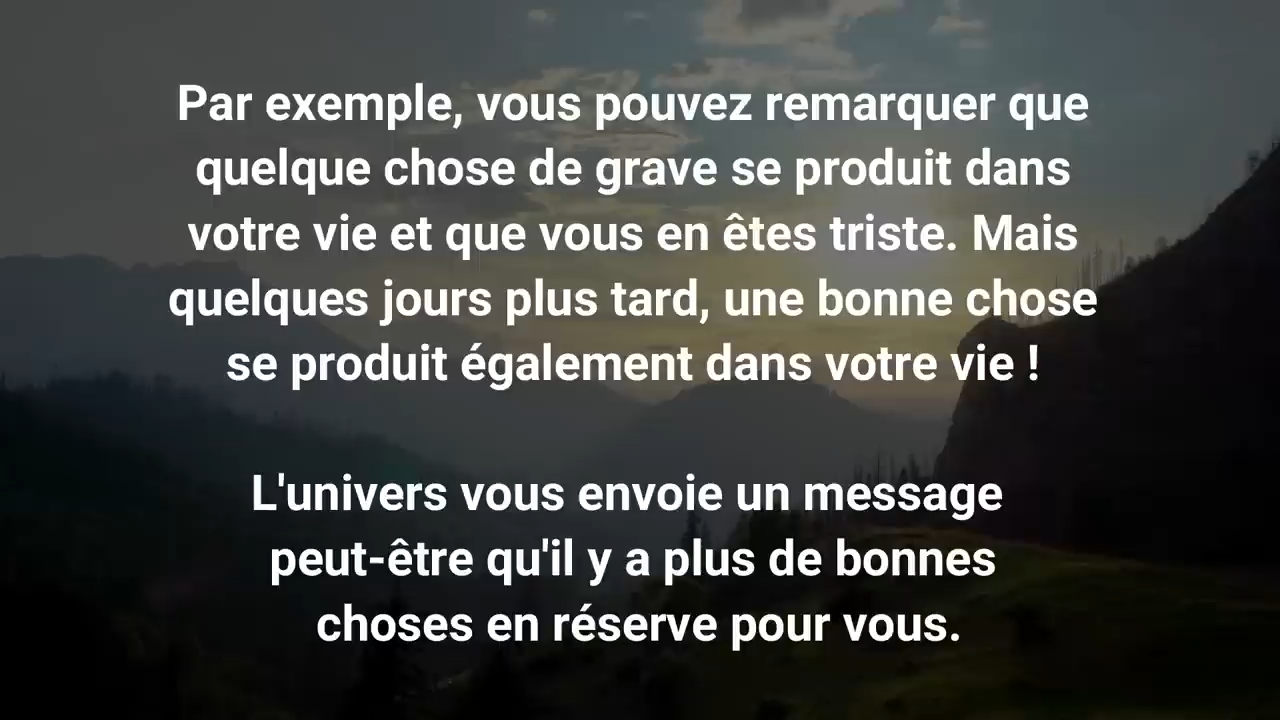 Par exemple, vous pouvez remarquer que
quelque chose de grave se produit dans
votre vie et que vous en êtes triste. Mais
quelques jours plus tard, une bonne chose
se produit également dans votre vie !
L'univers vous envoie un message
peut-être qu'il y a plus de bonnes
choses en réserve pour vous.